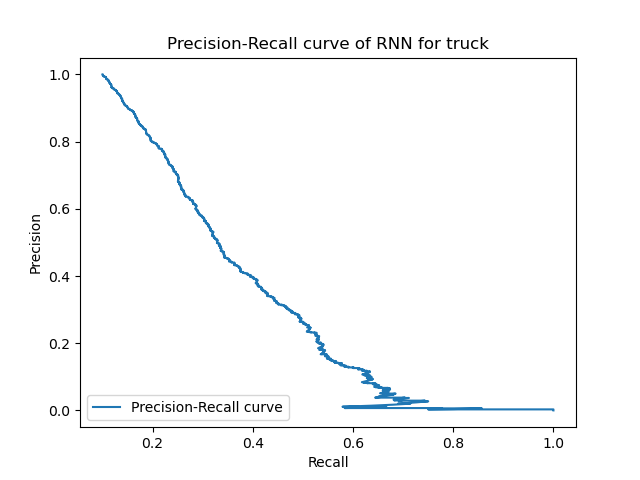 Precision-Recall curve of RNN for truck
1.0
0.8
0.6
0.4
0.2
0.0
Precision
Precision-Recall curve
0.2 0.4 0.6 0.8 1.0
Recall